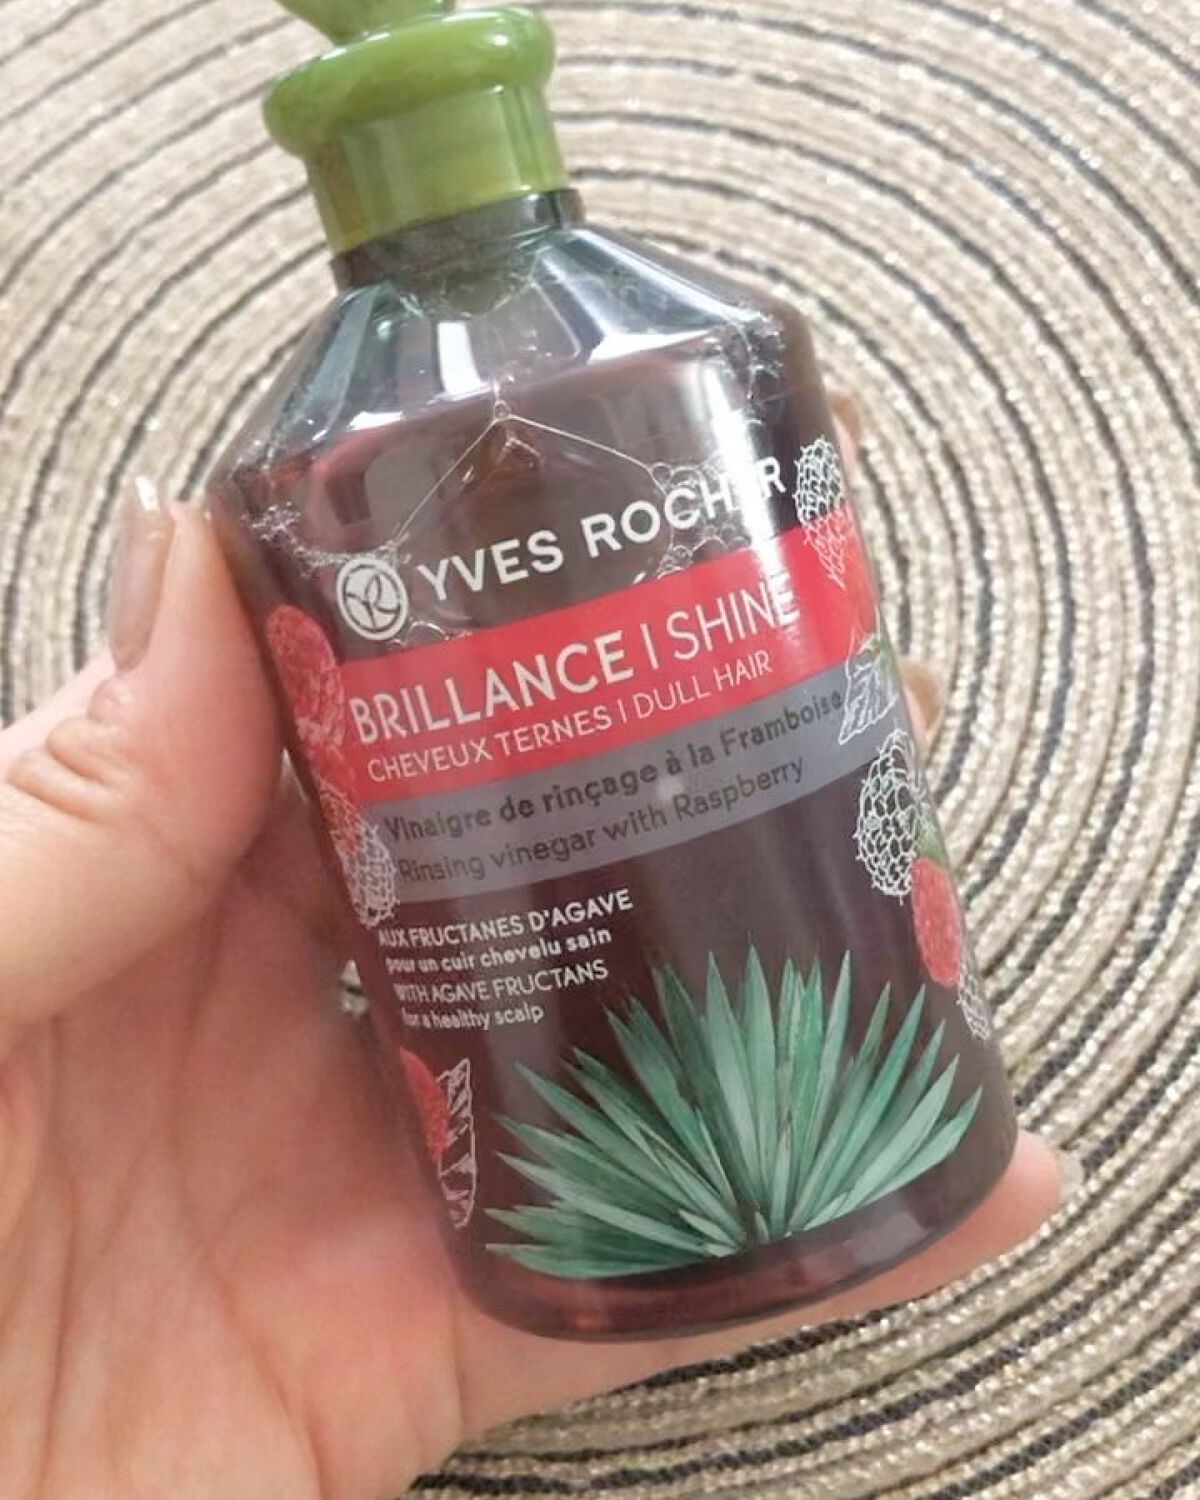 YVES ROCHER
BRILLANCE | SHINE
CHEVEUX TERNES | DULL HAIR
Vinaigre de rinçage à la Framboise
Rinsing vinegar with Raspberry
AUX FRUCTANES D'AGAVE
pour un cuir chevelu sain
WITH AGAVE FRUCTANS
for a healthy scalp